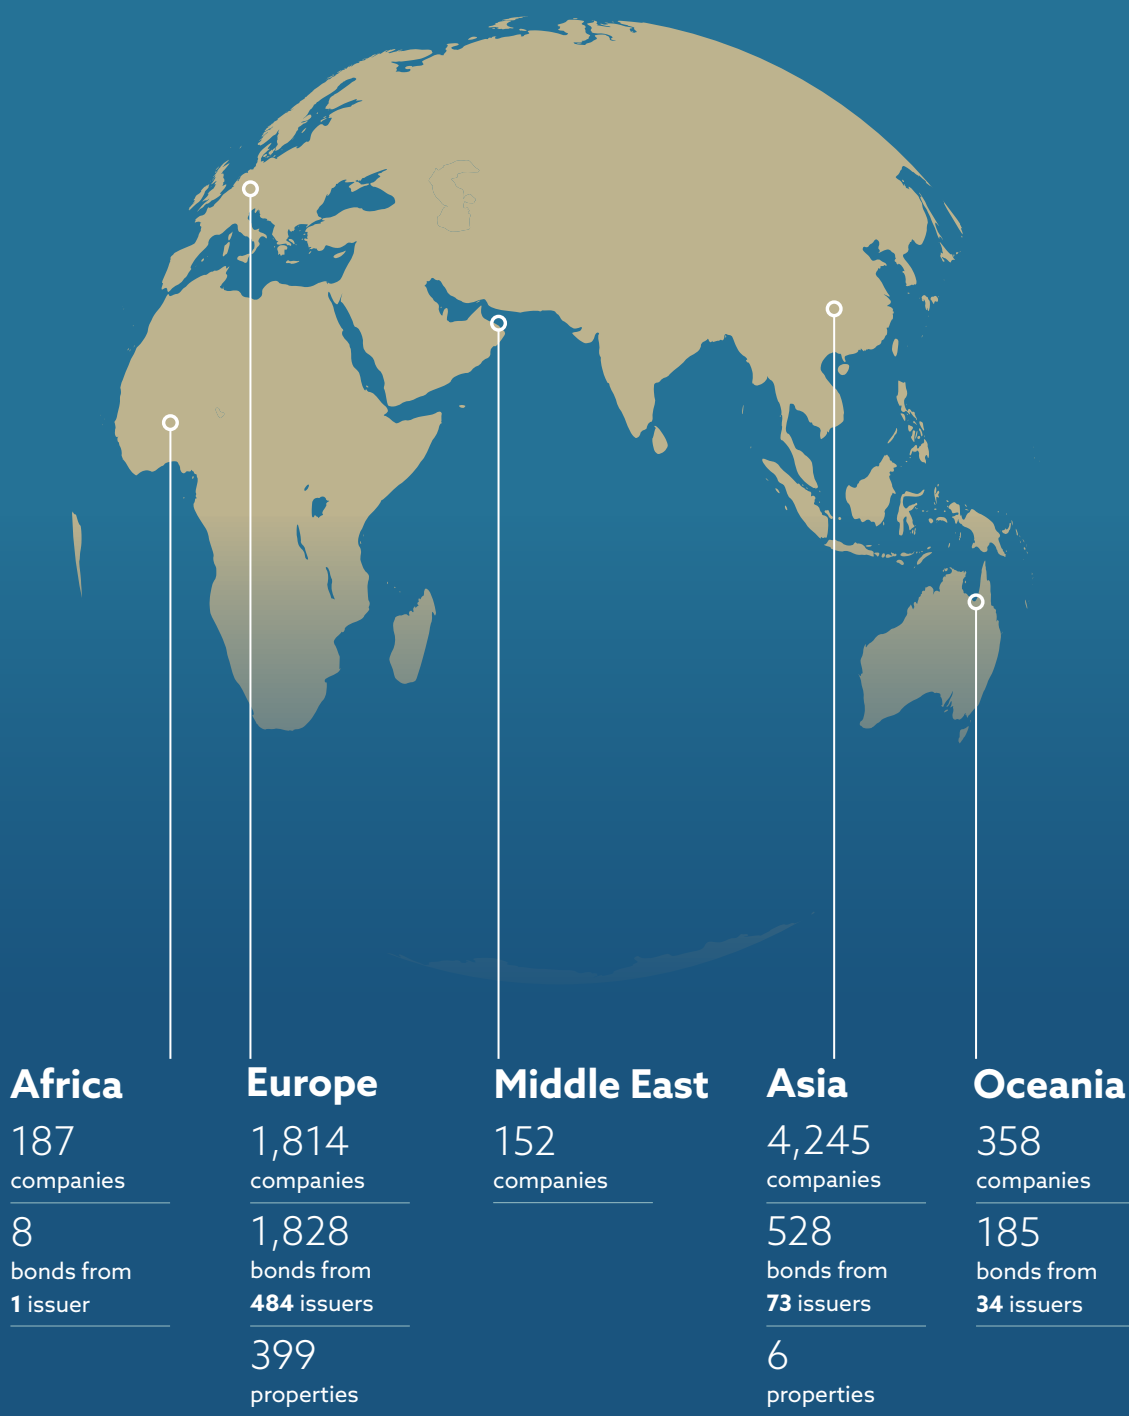 Africa
187
companies
8
bonds from
1 issuer
Europe
1,814
companies
1,828
bonds from
484 issuers
399
properties
Middle East
152
companies
Asia
4,245
companies
528
bonds from
73 issuers
6
properties
Oceania
358
companies
185
bonds from
34 issuers